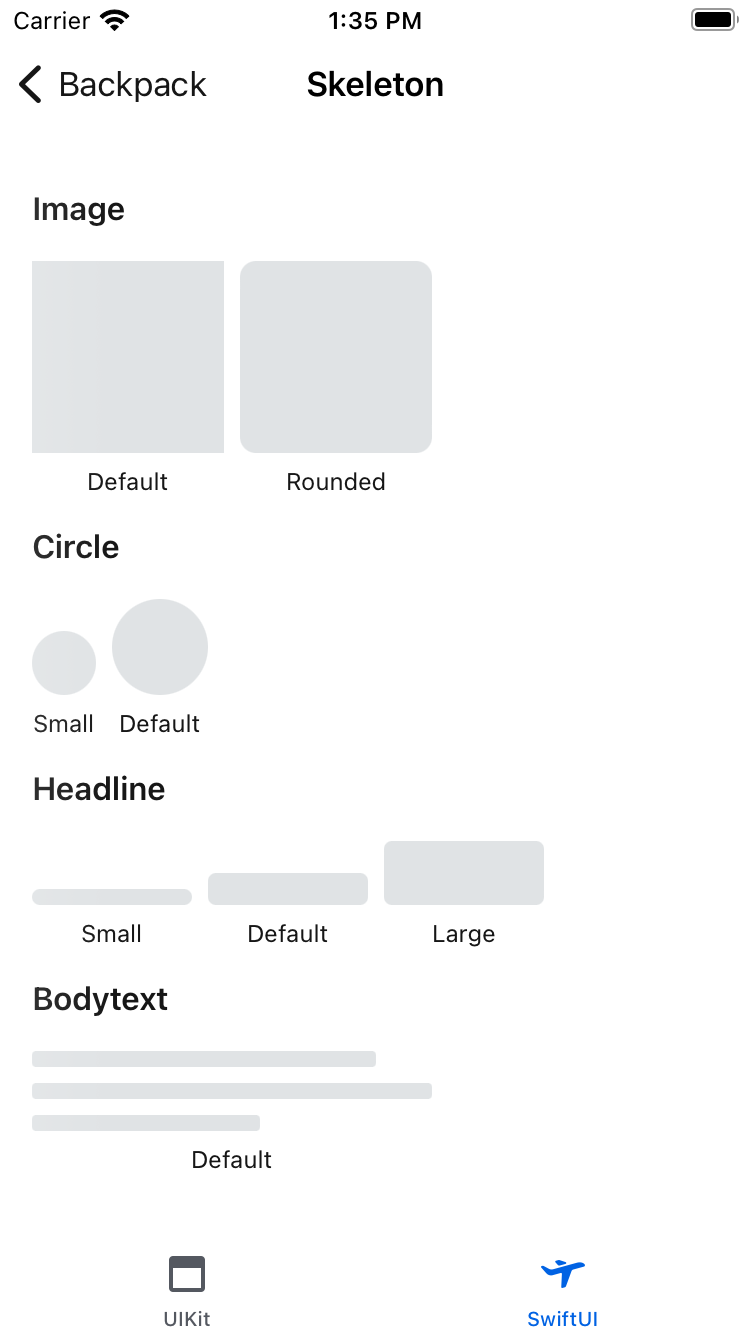 Carrier 1:35 PM
Backpack Skeleton
Image
Default Rounded
Circle
Small Default
Headline
Small Default Large
Bodytext
Default
UIKit SwiftUI